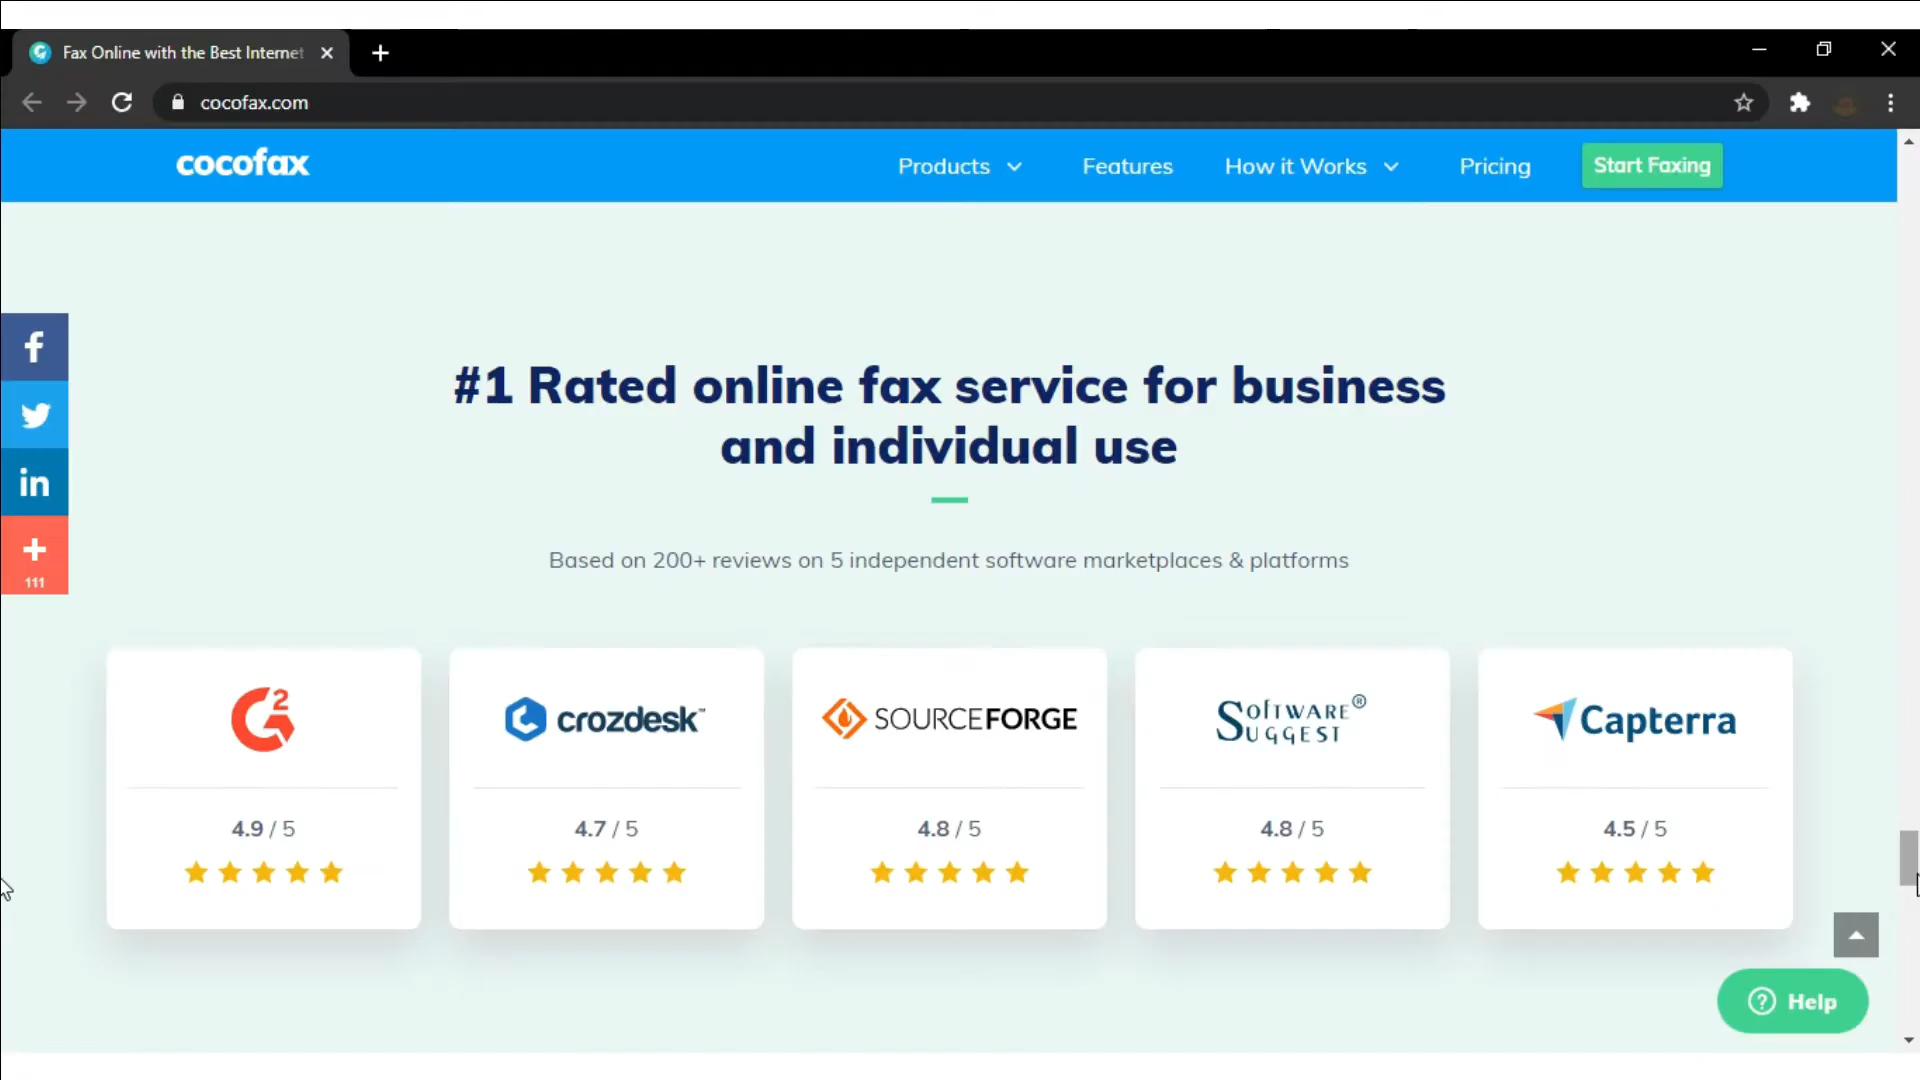 Fax Online with the Best Internet
cocofax.com
cocofax
Products
Features
How it Works
Pricing
Start Faxing
#1 Rated online fax service for business
and individual use
Based on 200+ reviews on 5 independent software marketplaces & platforms
111
G2
crozdesk™
SOURCEFORGE
SOFTWARE®
SUGGEST
Capterra
4.9 / 5
4.7 / 5
4.8 / 5
4.8 / 5
4.5 / 5
Help